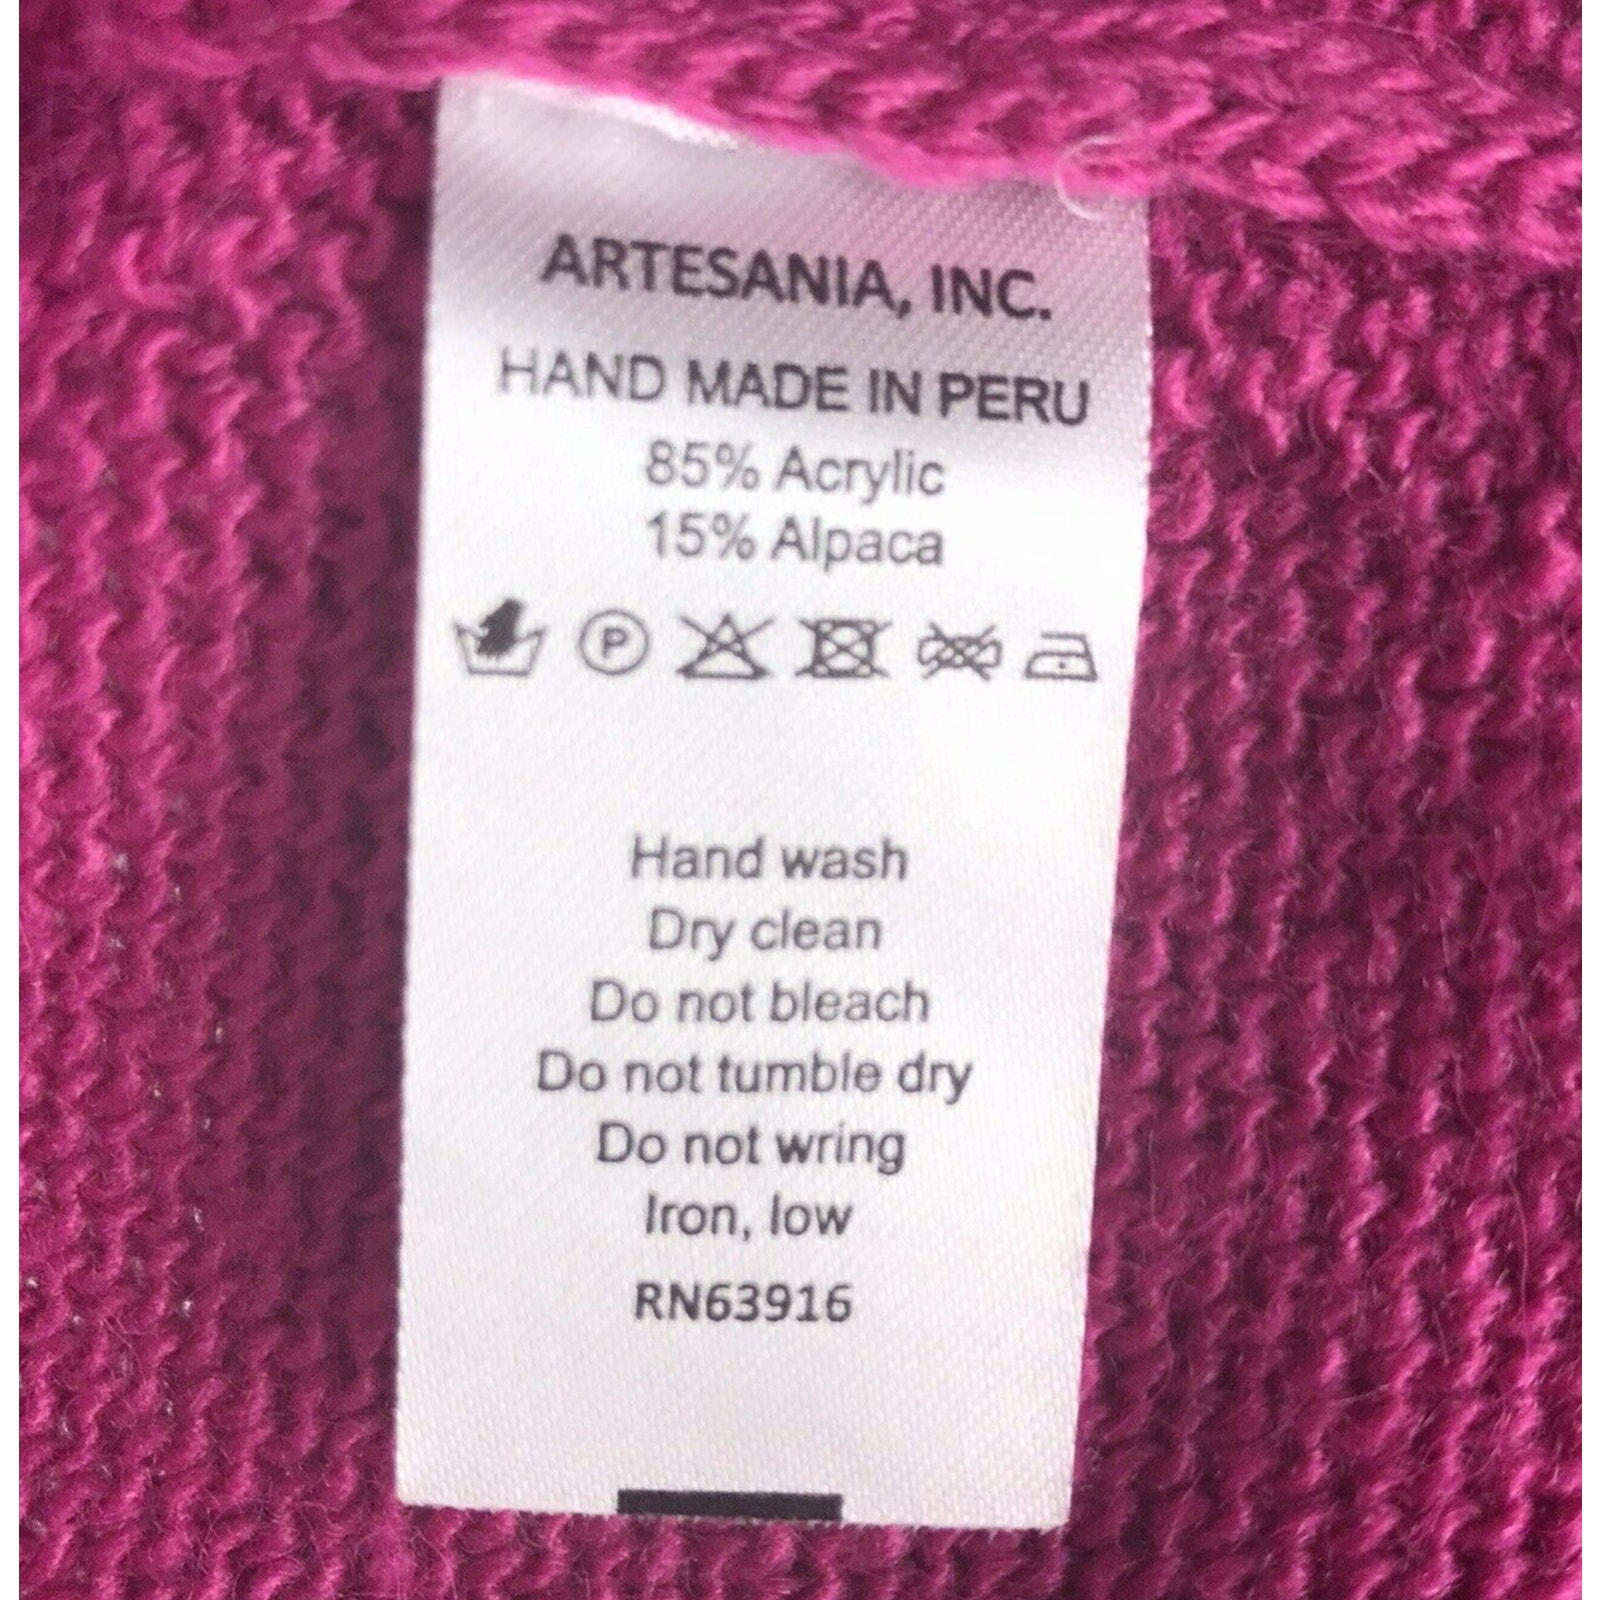 ARTESANIA, INC.
HAND MADE IN PERU
85% Acrylic
15% Alpaca
P
Hand wash
Dry clean
Do not bleach
Do not tumble dry
Do not wring
Iron, low
RN63916